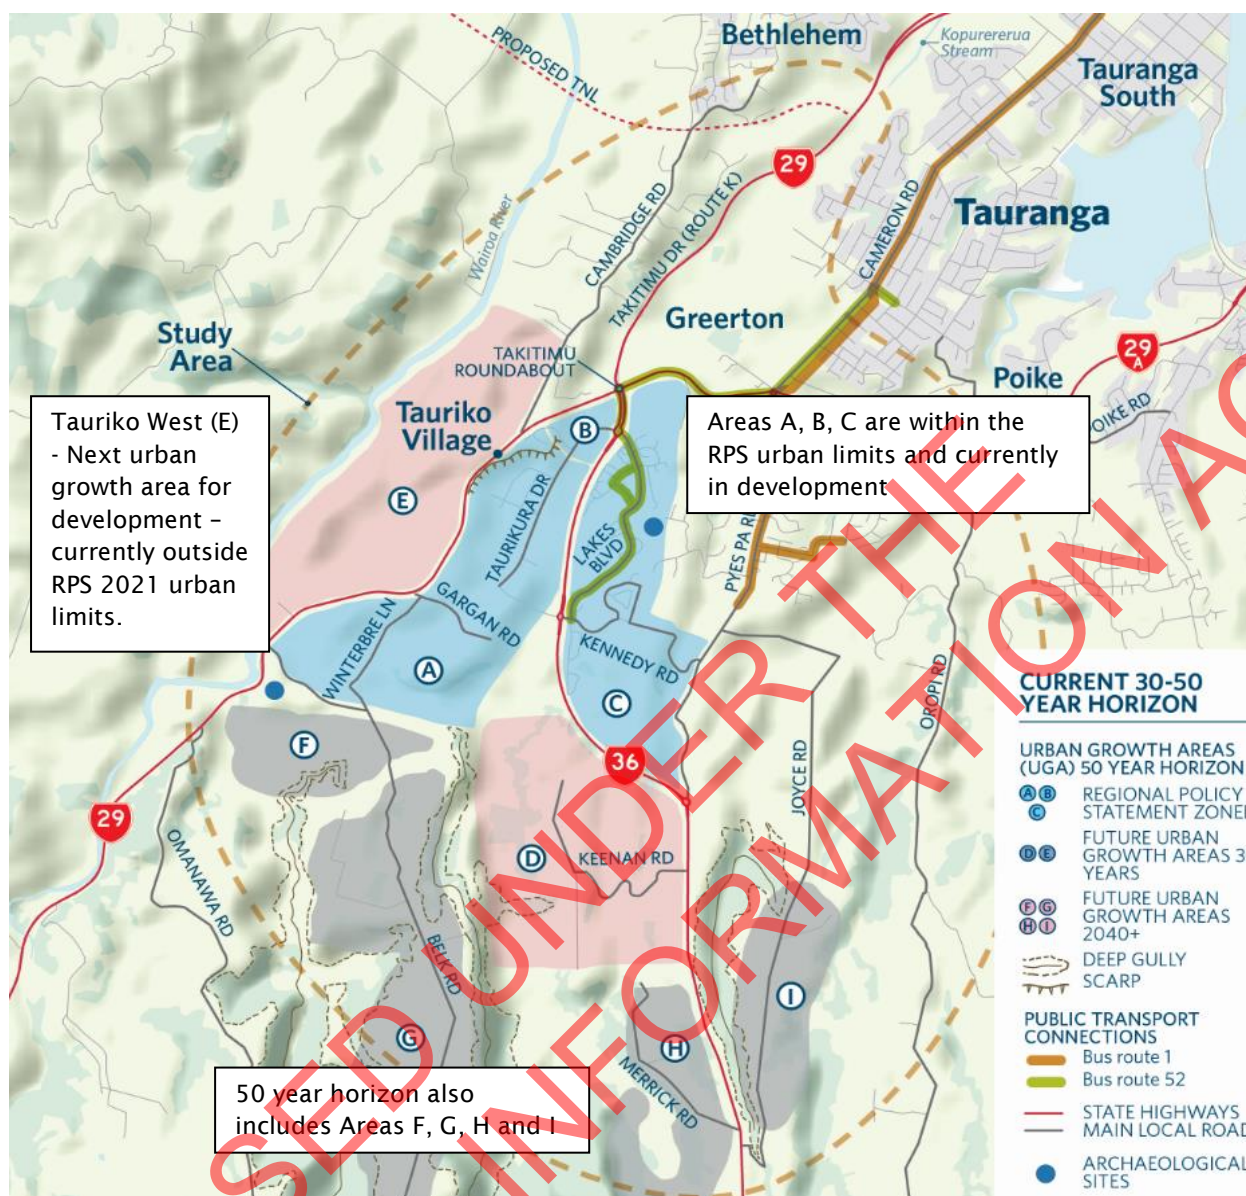 Bethlehem
Kopurererua
Stream
PROPOSED TNL
Tauranga
South
29
CAMERON RD
Tauranga
Wairoa River
CAMBRIDGE RD
TAKITIMU DR (ROUTE K)
Greerton
Study
Area
TAKITIMU
ROUNDABOUT
29
A
Poike
POIKE RD
Tauriko West (E)
- Next urban
growth area for
development –
currently outside
RPS 2021 urban
limits.
Tauriko
Village
B
Areas A, B, C are within the
RPS urban limits and currently
in development
E
TAURIKURA DR
LAKES
BLVD
PYES PA RD
GARGAN RD
WINTERBRE LN
A
KENNEDY RD
C
OROPI RD
F
36
JOYCE RD
29
OMANAWA RD
D
KEENAN RD
BELK RD
I
G
H
MERRICK RD
50 year horizon also
includes Areas F, G, H and I
CURRENT 30-50
YEAR HORIZON
URBAN GROWTH AREAS
(UGA) 50 YEAR HORIZON
A B
C
REGIONAL POLICY
STATEMENT ZONE
D E
FUTURE URBAN
GROWTH AREAS 3
YEARS
F G
H I
FUTURE URBAN
GROWTH AREAS
2040+
DEEP GULLY
SCARP
PUBLIC TRANSPORT
CONNECTIONS
Bus route 1
Bus route 52
STATE HIGHWAYS
MAIN LOCAL ROAD
ARCHAEOLOGICAL
SITES
SED UNDER THE
INFORMATION AC